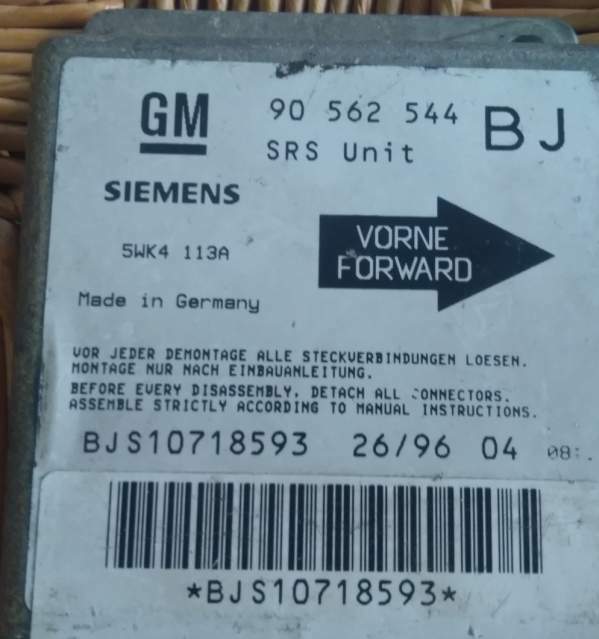 GM 90 562 544 BJ
SRS Unit
SIEMENS
5WK4 113A
VORNE
FORWARD
Made in Germany
VOR JEDER DEMONTAGE ALLE STECKVERBINDUNGEN LOESEN.
MONTAGE NUR NACH EINBAUANLEITUNG.
BEFORE EVERY DISASSEMBLY, DETACH ALL CONNECTORS.
ASSEMBLE STRICTLY ACCORDING TO MANUAL INSTRUCTIONS.
BJS10718593 26/96 04 08:
*BJS10718593*